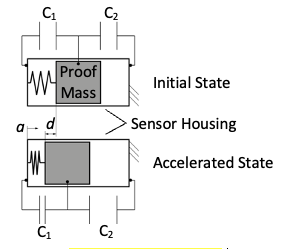 C₁ C₂
Proof
Mass
Initial State
a d
Sensor Housing
Accelerated State
C₁ C₂